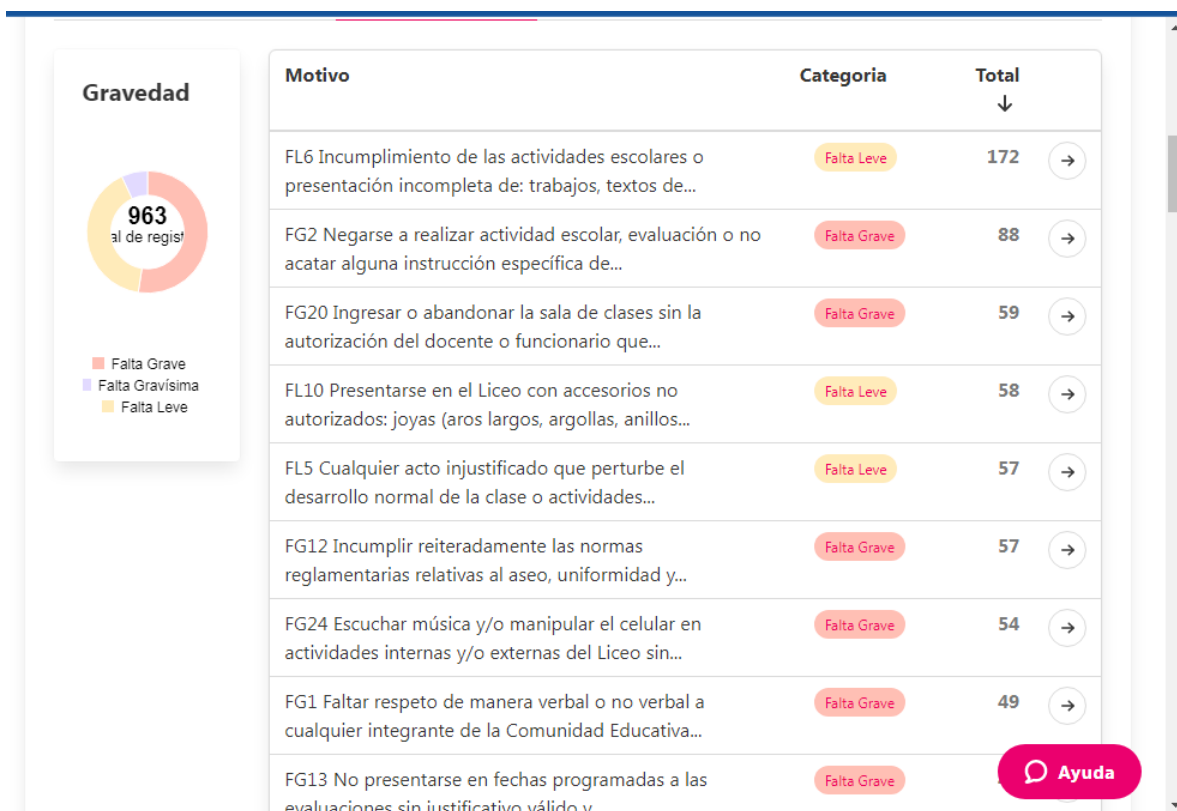 Gravedad
963
al de regist
Falta Grave
Falta Gravísima
Falta Leve
Motivo Categoria Total
FL6 Incumplimiento de las actividades escolares o
presentación incompleta de: trabajos, textos de...
Falta Leve 172
FG2 Negarse a realizar actividad escolar, evaluación o no
acatar alguna instrucción específica de...
Falta Grave 88
FG20 Ingresar o abandonar la sala de clases sin la
autorización del docente o funcionario que...
Falta Grave 59
FL10 Presentarse en el Liceo con accesorios no
autorizados: joyas (aros largos, argollas, anillos...
Falta Leve 58
FL5 Cualquier acto injustificado que perturbe el
desarrollo normal de la clase o actividades...
Falta Leve 57
FG12 Incumplir reiteradamente las normas
reglamentarias relativas al aseo, uniformidad y...
Falta Grave 57
FG24 Escuchar música y/o manipular el celular en
actividades internas y/o externas del Liceo sin...
Falta Grave 54
FG1 Faltar respeto de manera verbal o no verbal a
cualquier integrante de la Comunidad Educativa...
Falta Grave 49
FG13 No presentarse en fechas programadas a las
evaluaciones sin justificativo válido y
Falta Grave
Ayuda